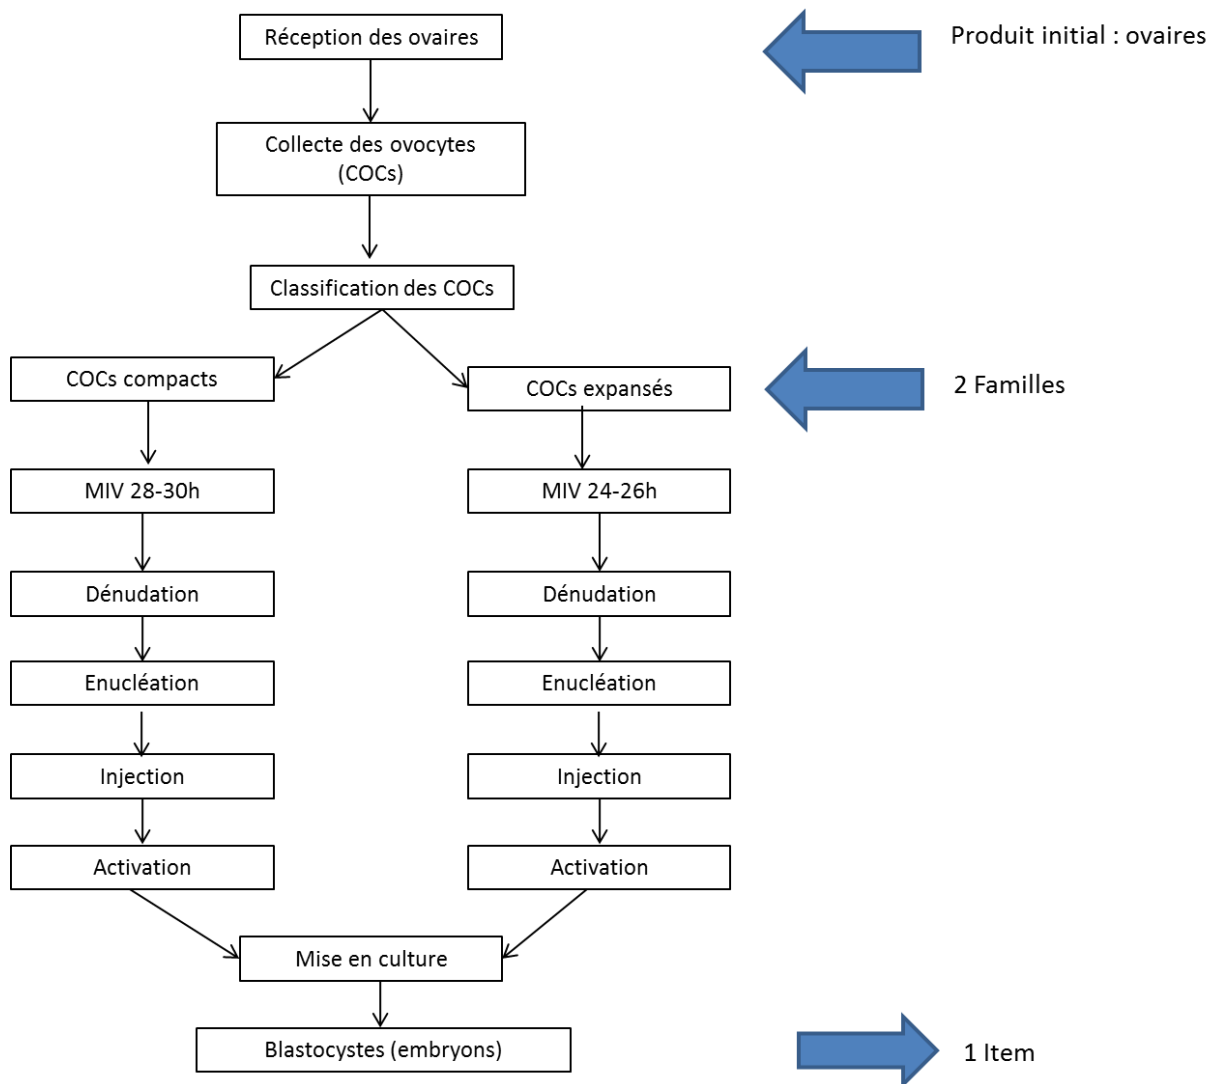 Réception des ovaires
Produit initial : ovaires
Collecte des ovocytes
(COCs)
Classification des COCs
COCs compacts
COCs expansés
2 Familles
MIV 28-30h
MIV 24-26h
Dénudation
Dénudation
Enucléation
Enucléation
Injection
Injection
Activation
Activation
Mise en culture
Blastocystes (embryons)
1 Item